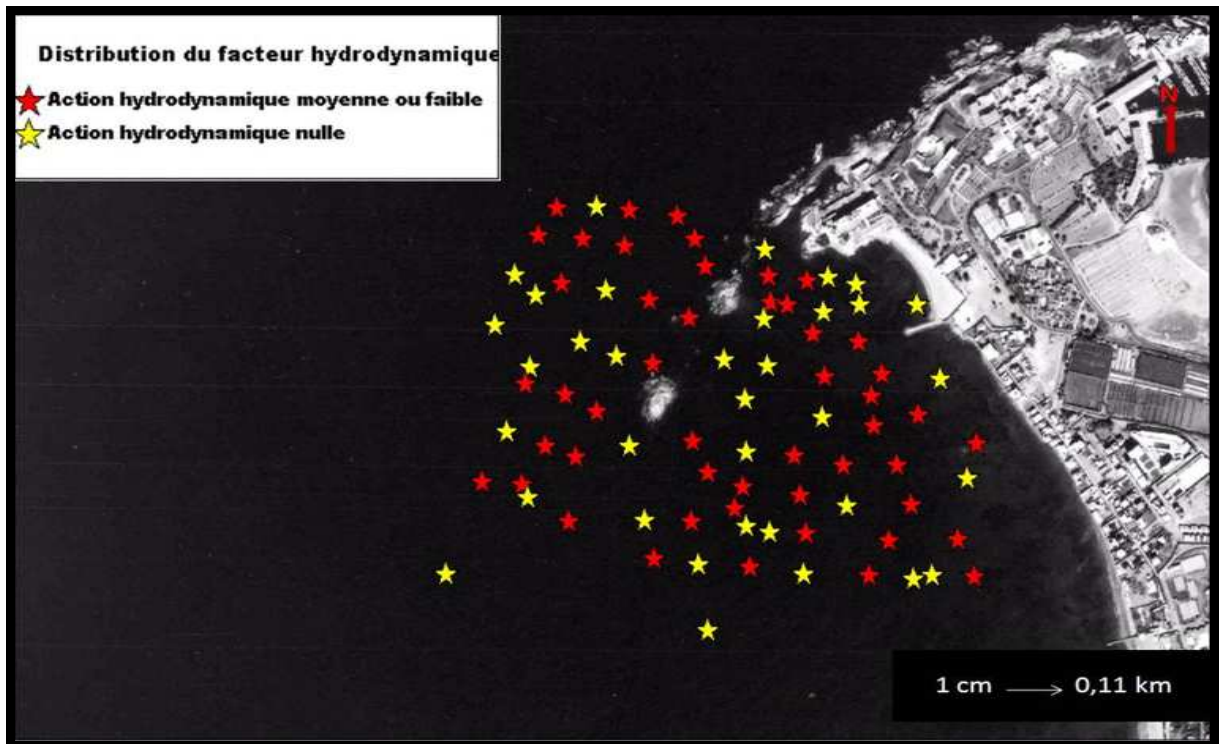 Distribution du facteur hydrodynamique
Action hydrodynamique moyenne ou faible
Action hydrodynamique nulle
N
1 cm → 0,11 km